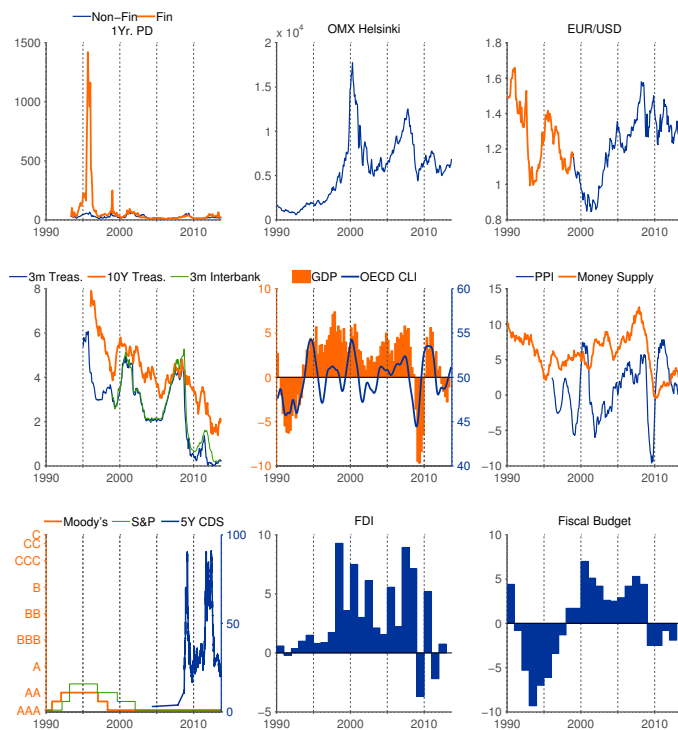 Non−Fin Fin
1Yr. PD
1500
1000
500
0
1990 2000 2010
OMX Helsinki
x 10^4
2
1.5
1
0.5
0
1990 2000 2010
EUR/USD
1.8
1.6
1.4
1.2
1
0.8
1990 2000 2010
3m Treas. 10Y Treas. 3m Interbank
8
6
4
2
0
1990 2000 2010
GDP OECD CLI
10 60
5 55
0 50
−5 45
−10 40
1990 2000 2010
PPI Money Supply
15
10
5
0
−5
−10
1990 2000 2010
Moody's S&P 5Y CDS
C 100
CC
CCC
B
BB 50
BBB
A
AA
AAA 0
1990 2000 2010
FDI
10
5
0
−5
1990 2000 2010
Fiscal Budget
10
5
0
−5
−10
1990 2000 2010